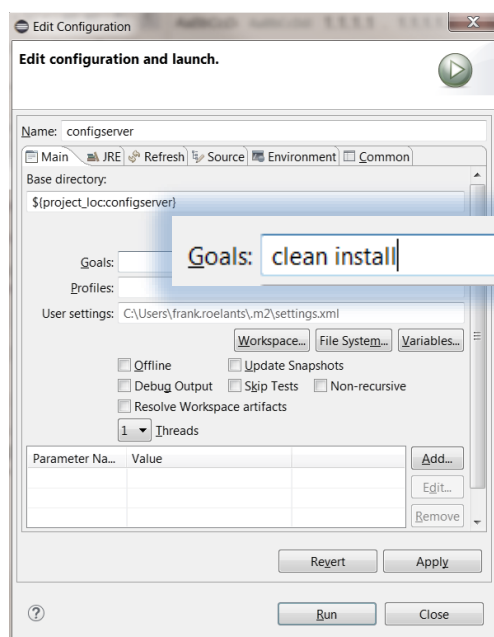 Edit Configuration
Edit configuration and launch.
Name: configserver
Main JRE Refresh Source Environment Common
Base directory:
${project_loc:configserver}
Goals: clean install
Goals:
Profiles:
User settings: C:\Users\frank.roelants\.m2\settings.xml
Workspace... File System... Variables...
Offline Update Snapshots
Debug Output Skip Tests Non-recursive
Resolve Workspace artifacts
1 Threads
Parameter Na... Value Add...
Edit...
Remove
Revert Apply
? Run Close